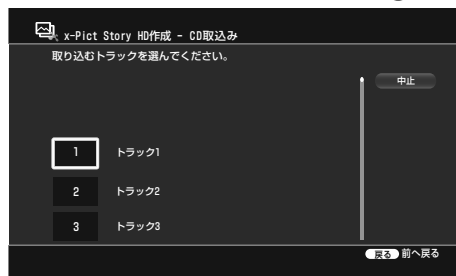 x-Pict Story HD作成 - CD取込み
取り込むトラックを選んでください。
中止
1 トラック1
2 トラック2
3 トラック3
戻る 前へ戻る